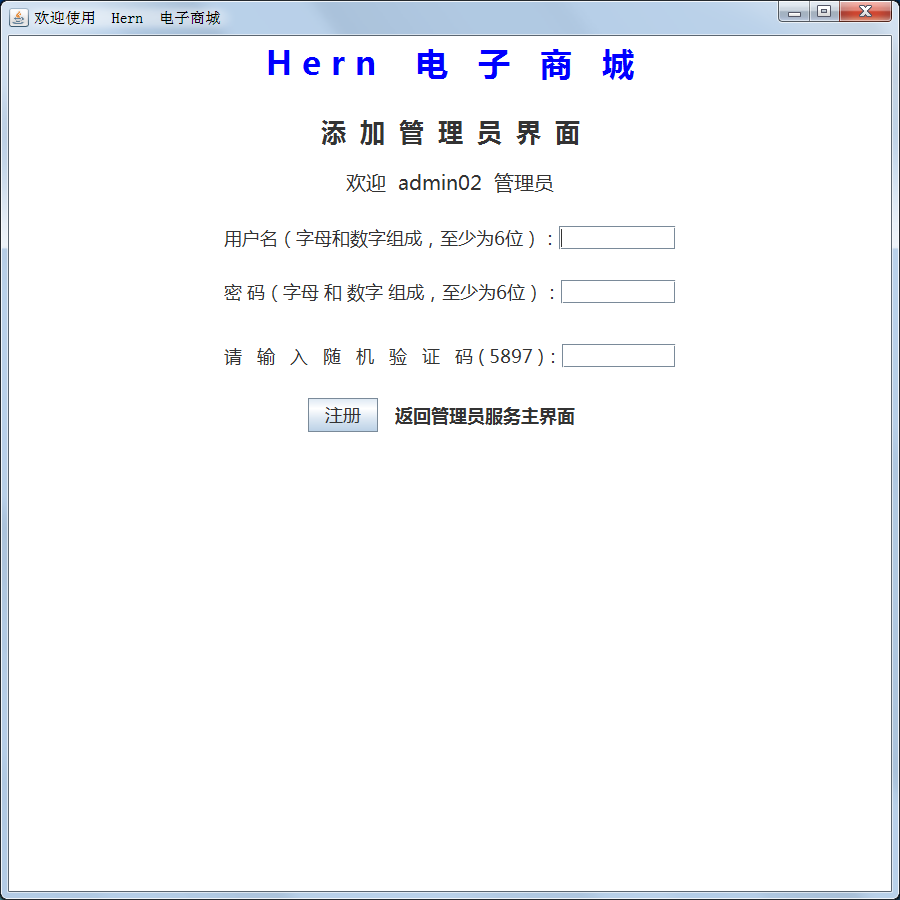 欢迎使用 Hern 电子商城
Hern 电 子 商 城
添 加 管 理 员 界 面
欢迎 admin02 管理员
用户名（字母和数字组成，至少为6位）：
密 码（字母 和 数字 组成，至少为6位）：
请 输 入 随 机 验 证 码 ( 5897 )：
注册 返回管理员服务主界面